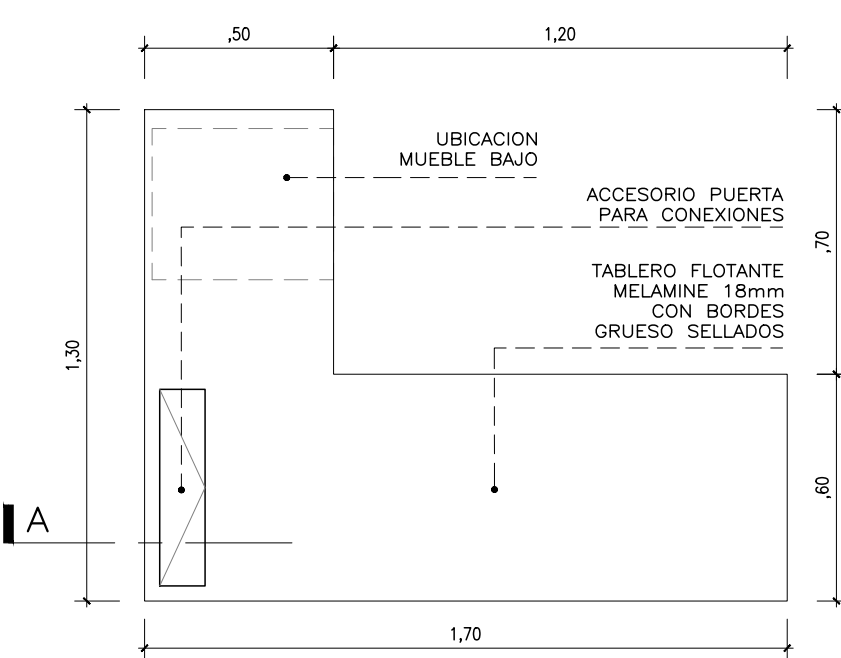 ,50
1,20
UBICACION
MUEBLE BAJO
ACCESORIO PUERTA
PARA CONEXIONES
,70
TABLERO FLOTANTE
MELAMINE 18mm
CON BORDES
GRUESO SELLADOS
1,30
,60
A
1,70